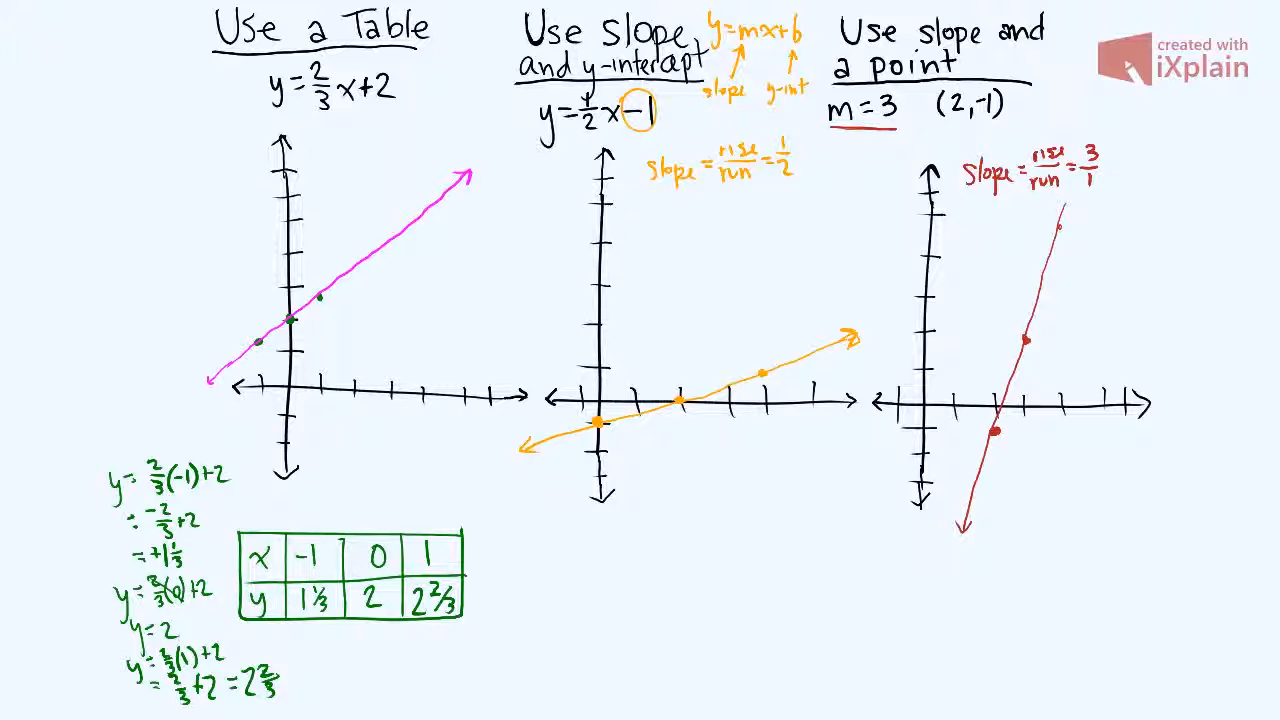 Use a Table
y=2/3x+2
y=2/3(-1)+2
=-2/3+2
=+1 1/3
y=2/3(0)+2
y=2
y=2/3(1)+2
=2/3+2=2 2/3
x -1 0 1
y 1 1/3 2 2 2/3
Use Slope
and y-intercept
y=1/2x-1
y=mx+b
slope y-int
slope=rise/run=1/2
Use slope and
a point
m=3 (2,-1)
slope=rise/run=3/1
created with
iXplain